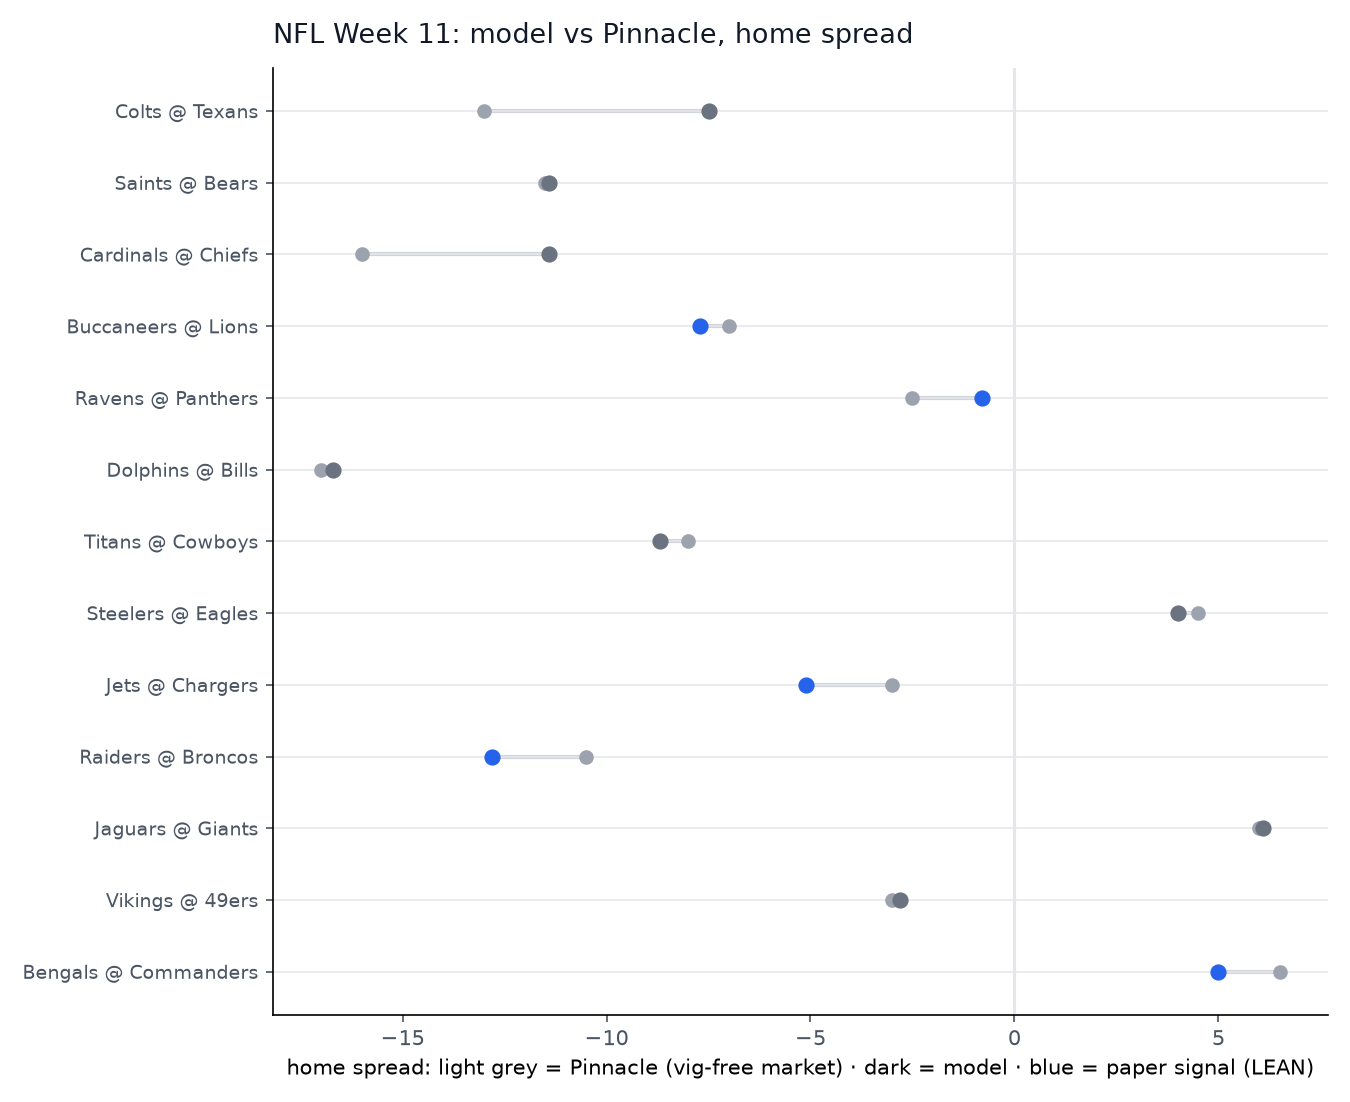 NFL Week 11: model vs Pinnacle, home spread
Colts @ Texans
Saints @ Bears
Cardinals @ Chiefs
Buccaneers @ Lions
Ravens @ Panthers
Dolphins @ Bills
Titans @ Cowboys
Steelers @ Eagles
Jets @ Chargers
Raiders @ Broncos
Jaguars @ Giants
Vikings @ 49ers
Bengals @ Commanders
−15 −10 −5 0 5
home spread: light grey = Pinnacle (vig-free market) · dark = model · blue = paper signal (LEAN)